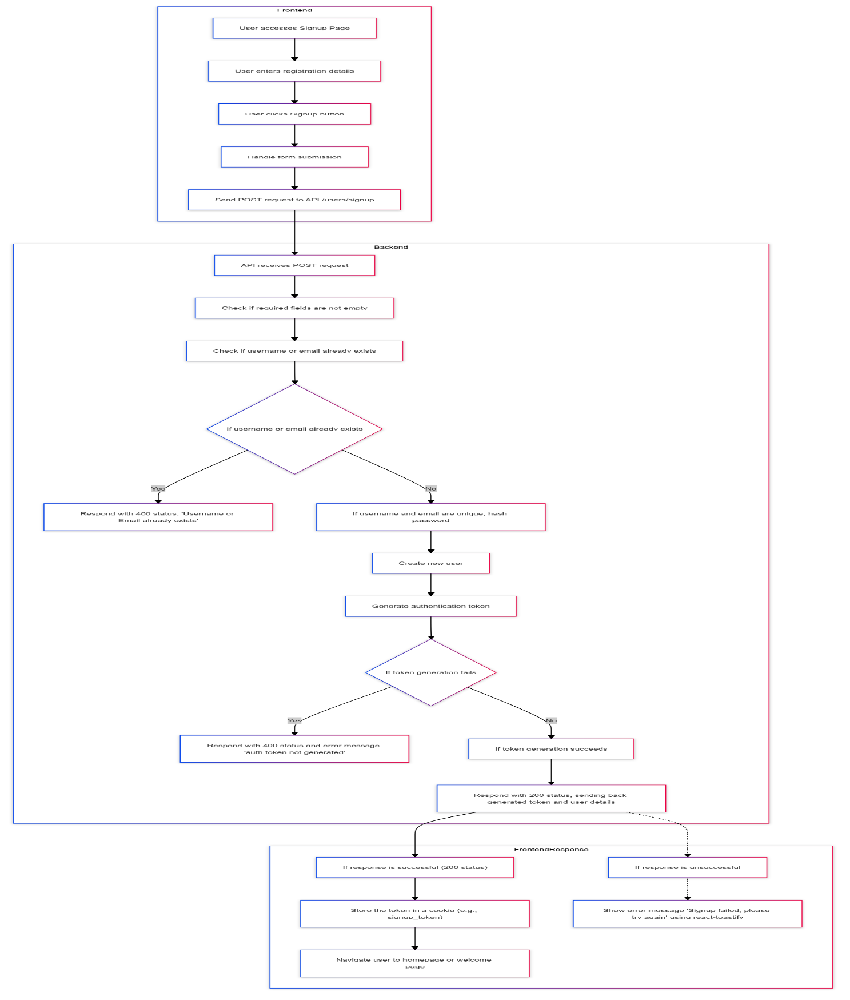 Frontend
User accesses Signup Page
User enters registration details
User clicks Signup button
Handle form submission
Send POST request to API /users/signup
Backend
API receives POST request
Check if required fields are not empty
Check if username or email already exists
If username or email already exists
Yes
No
Respond with 400 status: 'Username or
Email already exists'
If username and email are unique, hash
password
Create new user
Generate authentication token
If token generation fails
Yes
No
Respond with 400 status and error message
'auth token not generated'
If token generation succeeds
Respond with 200 status, sending back
generated token and user details
FrontendResponse
If response is successful (200 status)
If response is unsuccessful
Store the token in a cookie (e.g.,
signup_token)
Show error message 'Signup failed, please
try again' using react-toastify
Navigate user to homepage or welcome
page